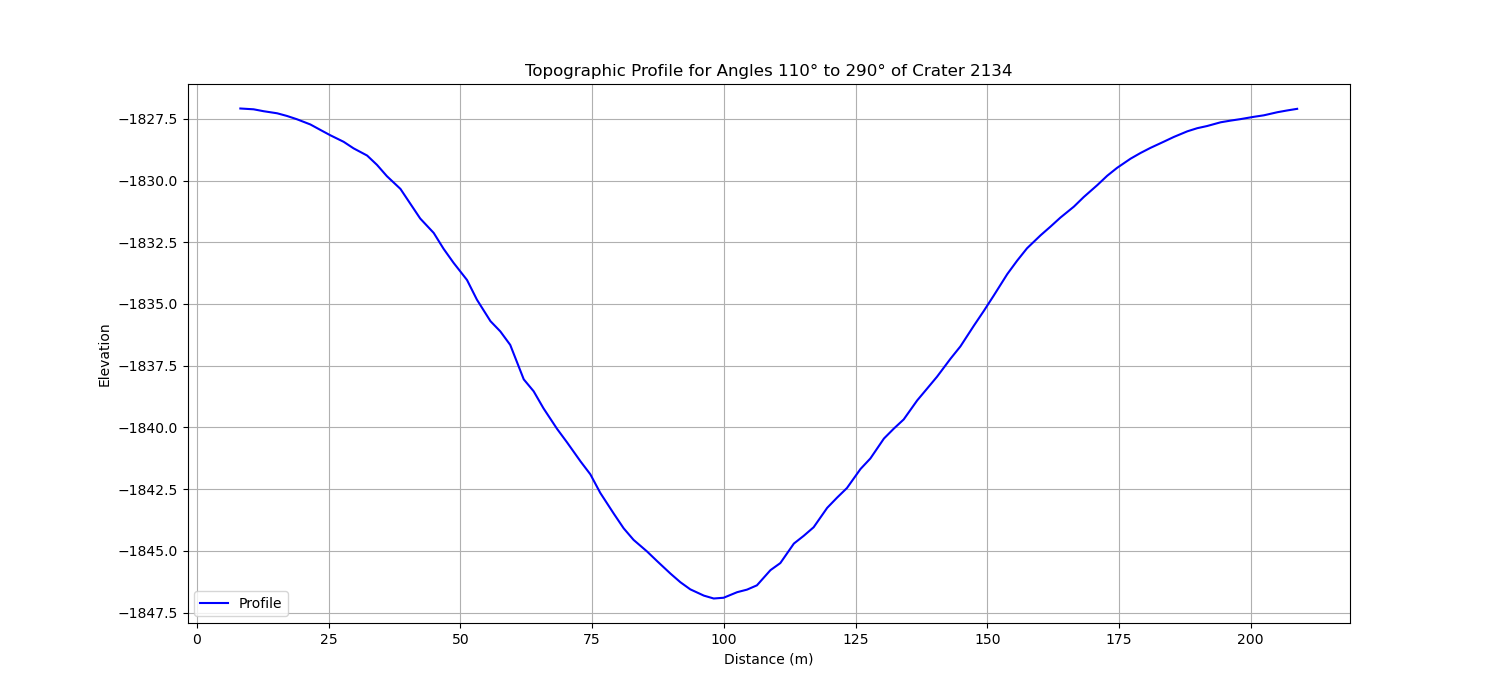 Topographic Profile for Angles 110° to 290° of Crater 2134
−1827.5
−1830.0
−1832.5
−1835.0
−1837.5
−1840.0
−1842.5
−1845.0
−1847.5
Elevation
Profile
0 25 50 75 100 125 150 175 200
Distance (m)